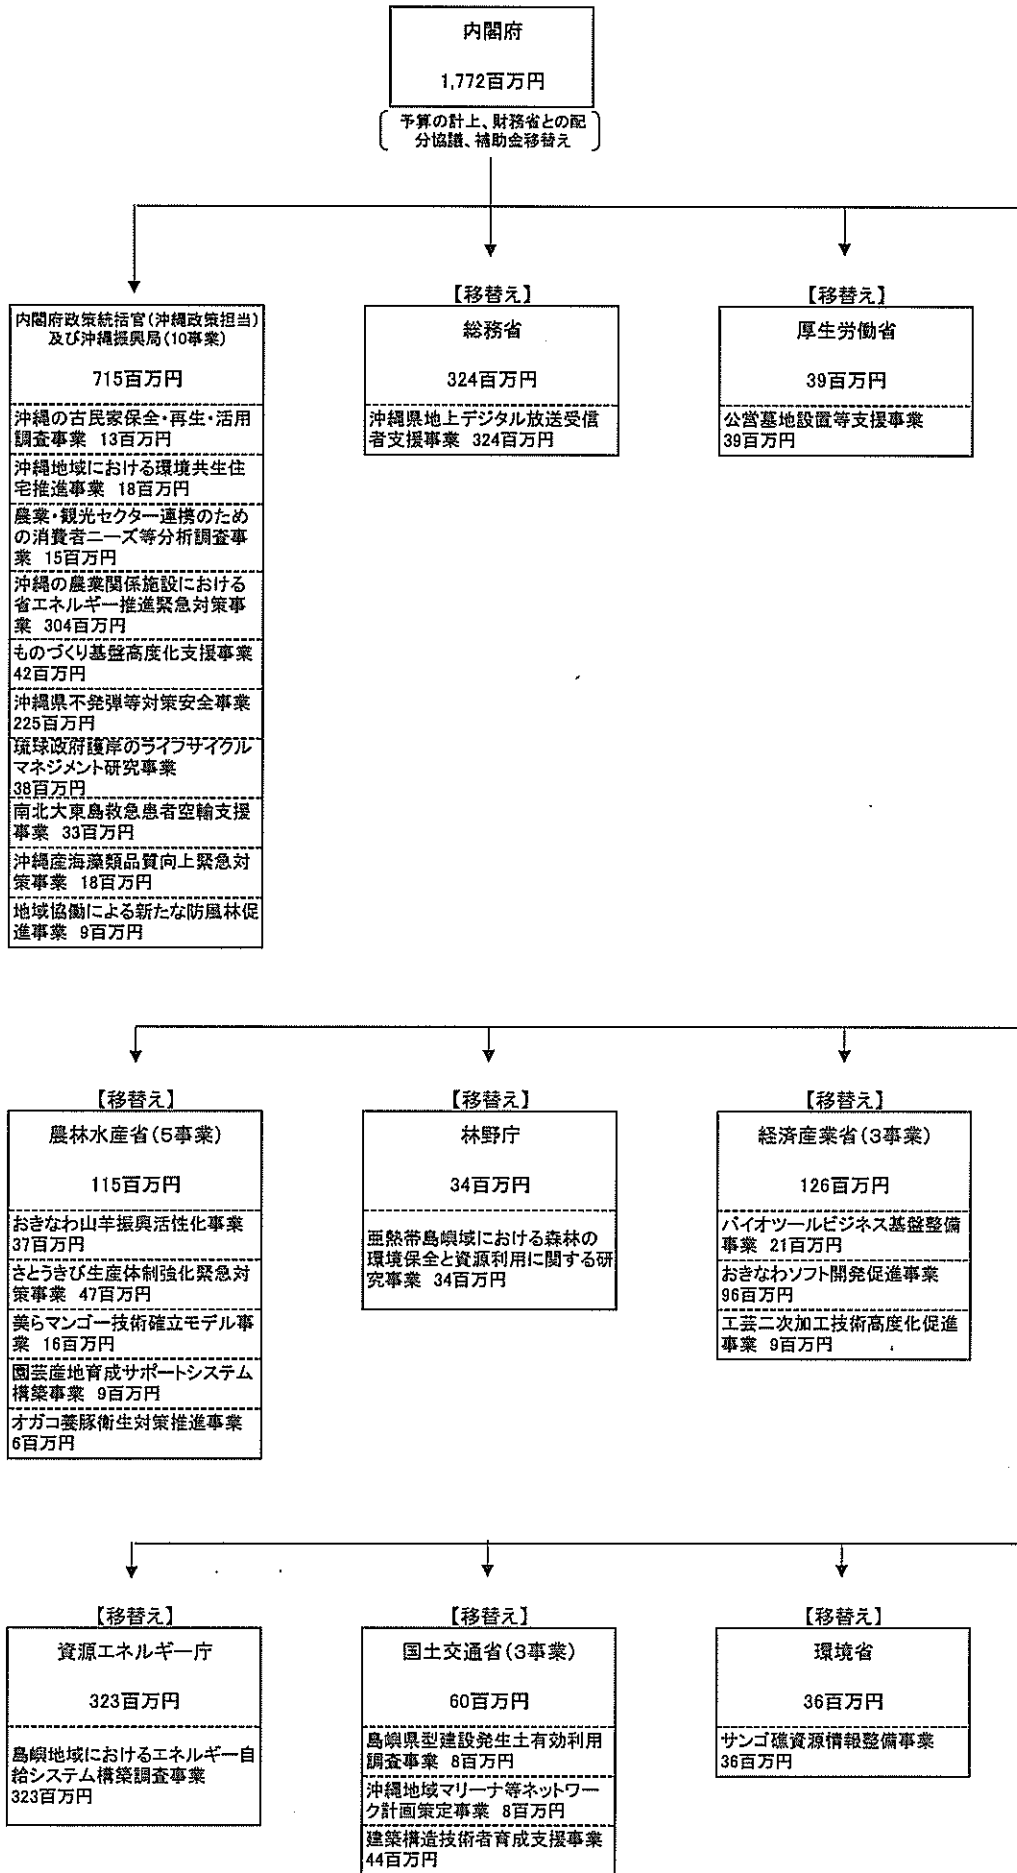 内閣府
1,772百万円
予算の計上、財務省との配
分協議、補助金移替え
内閣府政策統括官(沖縄政策担当)
及び沖縄振興局(10事業)
715百万円
沖縄の古民家保全・再生・活用
調査事業 13百万円
沖縄地域における環境共生住
宅推進事業 18百万円
農業・観光セクター連携のため
の消費者ニーズ等分析調査事
業 15百万円
沖縄の農業関係施設における
省エネルギー推進緊急対策事
業 304百万円
ものづくり基盤高度化支援事業
42百万円
沖縄県不発弾等対策安全事業
225百万円
琉球政府護岸のライフサイクル
マネジメント研究事業
38百万円
南北大東島救急患者空輸支援
事業 33百万円
沖縄産海藻類品質向上緊急対
策事業 18百万円
地域協働による新たな防風林促
進事業 9百万円
【移替え】
総務省
324百万円
沖縄県地上デジタル放送受信
者支援事業 324百万円
【移替え】
厚生労働省
39百万円
公営墓地設置等支援事業
39百万円
【移替え】
農林水産省(5事業)
115百万円
おきなわ山羊振興活性化事業
37百万円
さとうきび生産体制強化緊急対
策事業 47百万円
美らマンゴー技術確立モデル事
業 16百万円
園芸産地育成サポートシステム
構築事業 9百万円
オガコ養豚衛生対策推進事業
6百万円
【移替え】
林野庁
34百万円
亜熱帯島嶼域における森林の
環境保全と資源利用に関する研
究事業 34百万円
【移替え】
経済産業省(3事業)
126百万円
バイオツールビジネス基盤整備
事業 21百万円
おきなわソフト開発促進事業
96百万円
工芸二次加工技術高度化促進
事業 9百万円
【移替え】
資源エネルギー庁
323百万円
島嶼地域におけるエネルギー自
給システム構築調査事業
323百万円
【移替え】
国土交通省(3事業)
60百万円
島嶼県型建設発生土有効利用
調査事業 8百万円
沖縄地域マリーナ等ネットワー
ク計画策定事業 8百万円
建築構造技術者育成支援事業
44百万円
【移替え】
環境省
36百万円
サンゴ礁資源情報整備事業
36百万円